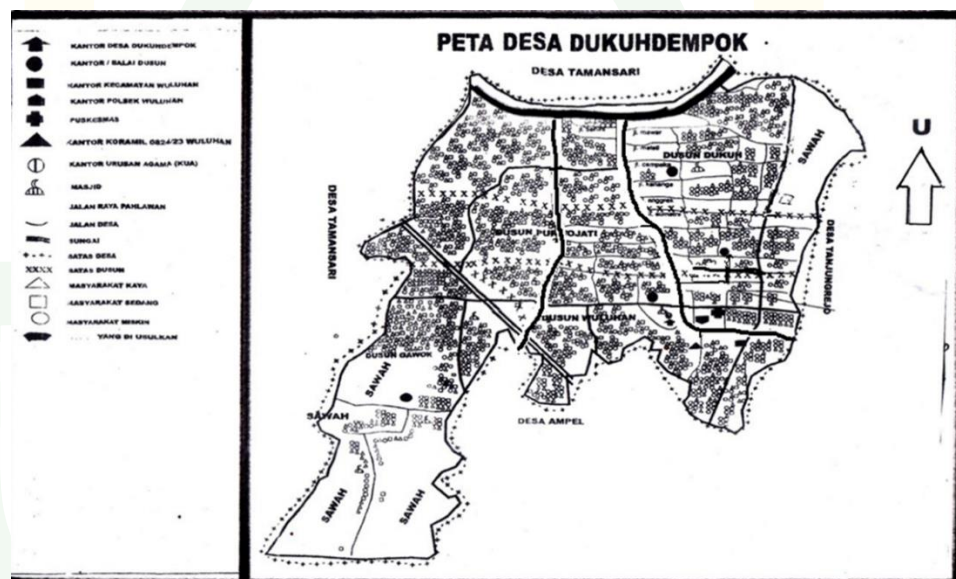 KANTOR DESA DUKUHDEMPOK
KANTOR / BALAI DUSUN
KANTOR KECAMATAN WULUHAN
KANTOR POLSEK WULUHAN
PUSKESMAS
KANTOR KORAMIL 0824/23 WULUHAN
KANTOR URUSAN AGAMA (KUA)
MASJID
JALAN RAYA PAHLAWAN
JALAN DESA
SUNGAI
BATAS DESA
XXXX BATAS DUSUN
MASYARAKAT KAYA
MASYARAKAT SEDANG
MASYARAKAT MISKIN
YANG DI USULKAN
PETA DESA DUKUHDEMPOK
DESA TAMANSARI
U
SAWAH
DUSUN DUKUH
DESA TAMANSARI
DUSUN
DESA TANJUNGREJO
DUSUN WULUHAN
DUSUN GAWOK
SAWAH
SAWAH
DESA AMPEL
SAWAH
SAWAH